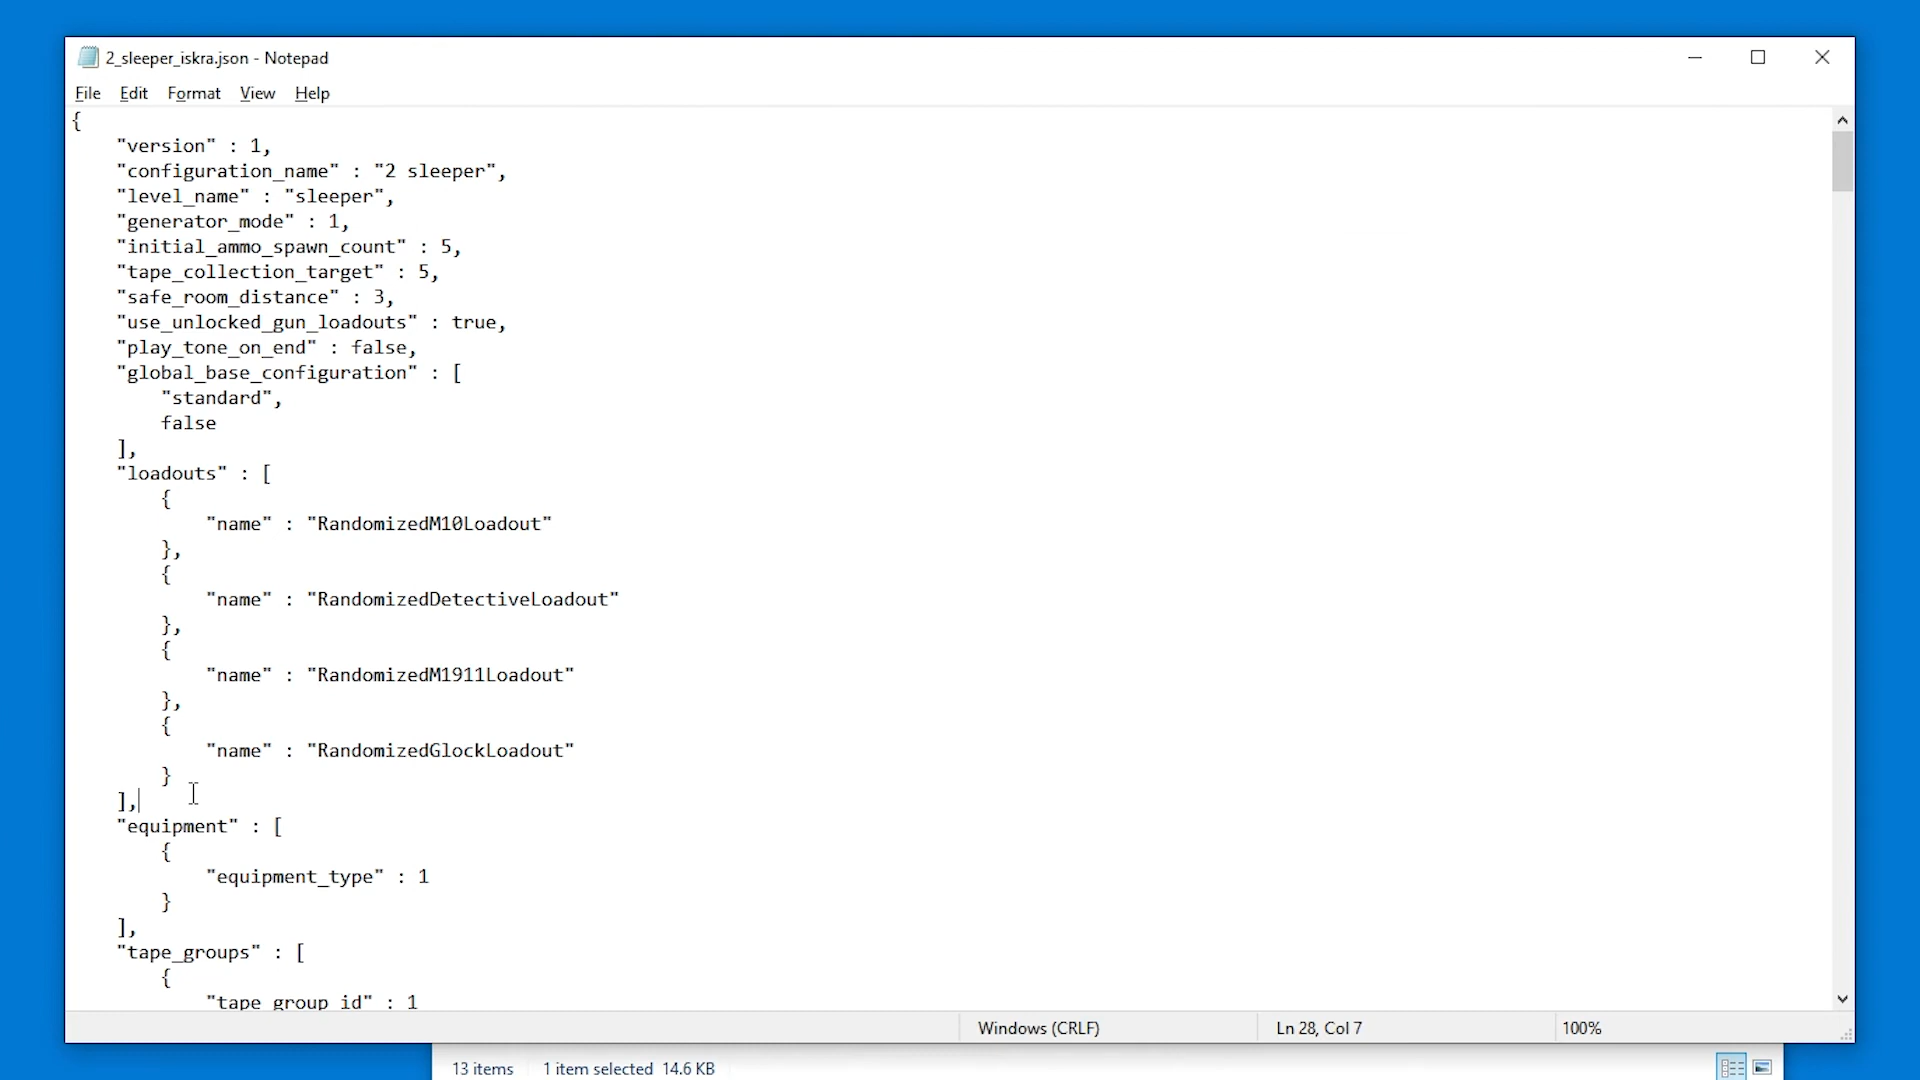 2_sleeper_iskra.json - Notepad
File Edit Format View Help
{
    "version" : 1,
    "configuration_name" : "2 sleeper",
    "level_name" : "sleeper",
    "generator_mode" : 1,
    "initial_ammo_spawn_count" : 5,
    "tape_collection_target" : 5,
    "safe_room_distance" : 3,
    "use_unlocked_gun_loadouts" : true,
    "play_tone_on_end" : false,
    "global_base_configuration" : [
        "standard",
        false
    ],
    "loadouts" : [
        {
            "name" : "RandomizedM10Loadout"
        },
        {
            "name" : "RandomizedDetectiveLoadout"
        },
        {
            "name" : "RandomizedM1911Loadout"
        },
        {
            "name" : "RandomizedGlockLoadout"
        }
    ],
    "equipment" : [
        {
            "equipment_type" : 1
        }
    ],
    "tape_groups" : [
        {
            "tape_group_id" : 1
Windows (CRLF) Ln 28, Col 7 100%
13 items 1 item selected 14.6 KB